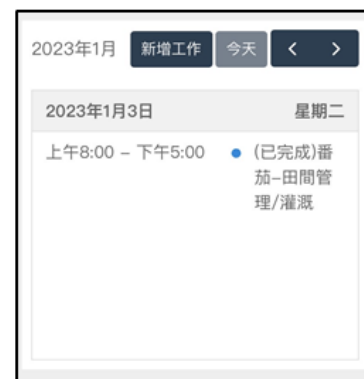 2023年1月 新增工作 今天 < >
2023年1月3日 星期二
上午8:00 – 下午5:00 (已完成)番
茄–田間管
理/灌溉